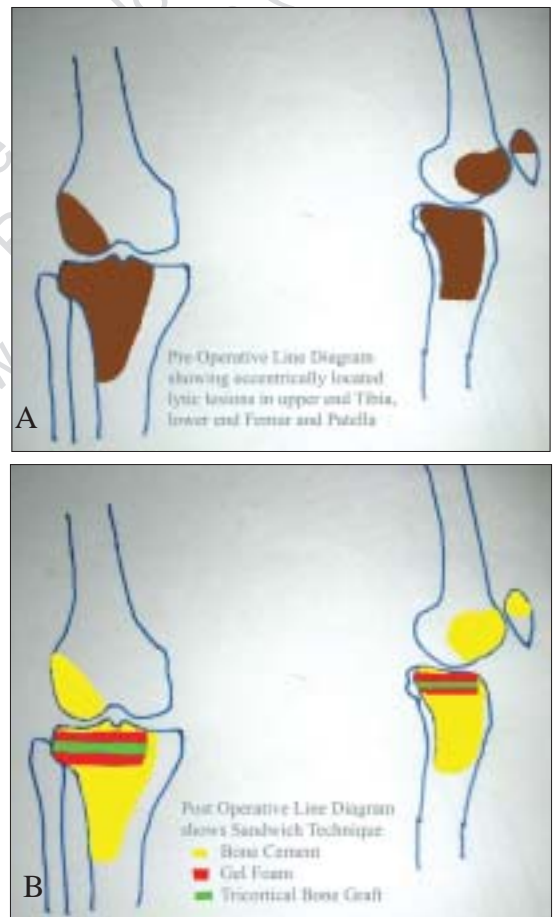 A
Pre-Operative Line Diagram
showing eccentrically located
lytic lesions in upper end Tibia,
lower end Femur and Patella
B
Post Operative Line Diagram
shows Sandwich Technique
Bone Cement
Gel Foam
Tricortical Bone Graft